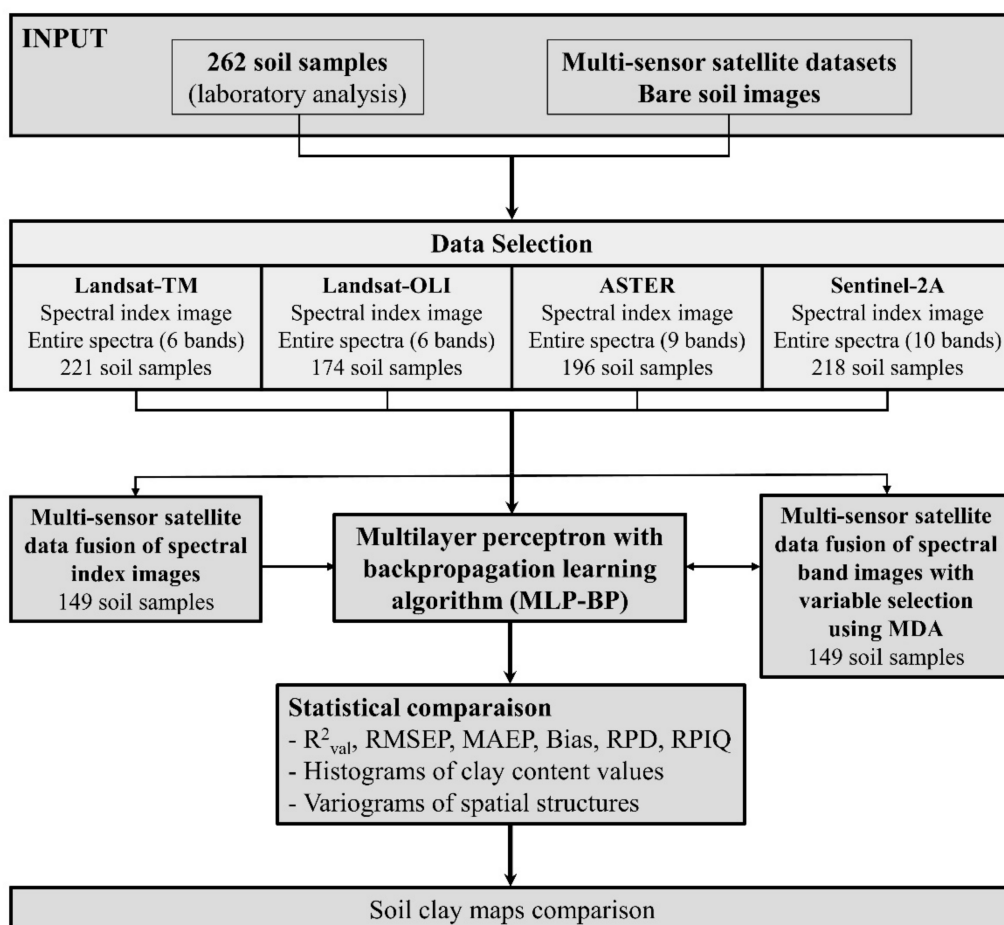 INPUT
262 soil samples
(laboratory analysis)
Multi-sensor satellite datasets
Bare soil images
Data Selection
Landsat-TM
Spectral index image
Entire spectra (6 bands)
221 soil samples
Landsat-OLI
Spectral index image
Entire spectra (6 bands)
174 soil samples
ASTER
Spectral index image
Entire spectra (9 bands)
196 soil samples
Sentinel-2A
Spectral index image
Entire spectra (10 bands)
218 soil samples
Multi-sensor satellite
data fusion of spectral
index images
149 soil samples
Multilayer perceptron with
backpropagation learning
algorithm (MLP-BP)
Multi-sensor satellite
data fusion of spectral
band images with
variable selection
using MDA
149 soil samples
Statistical comparaison
- R²val, RMSEP, MAEP, Bias, RPD, RPIQ
- Histograms of clay content values
- Variograms of spatial structures
Soil clay maps comparison